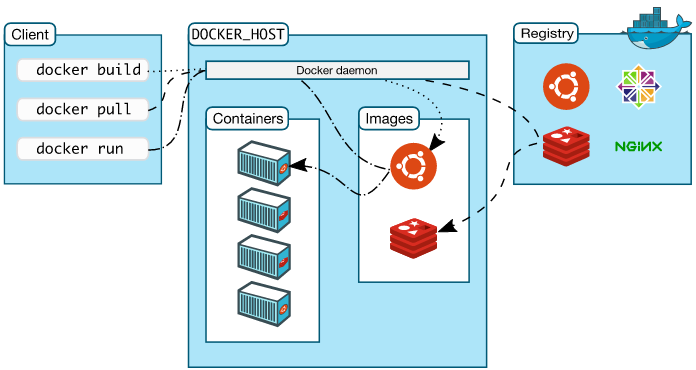 Client
docker build
docker pull
docker run
DOCKER_HOST
Docker daemon
Containers
Images
Registry
NGINX